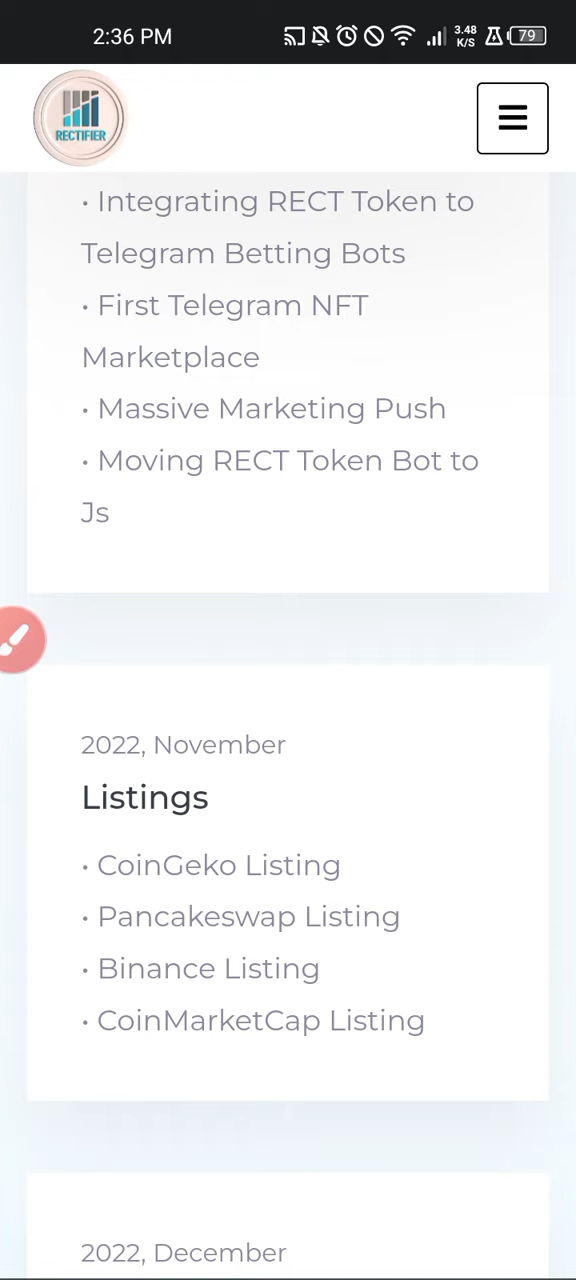 2:36 PM
3.48
K/S
79
RECTIFIER
• Integrating RECT Token to
Telegram Betting Bots
• First Telegram NFT
Marketplace
• Massive Marketing Push
• Moving RECT Token Bot to
Js
2022, November
Listings
• CoinGeko Listing
• Pancakeswap Listing
• Binance Listing
• CoinMarketCap Listing
2022, December